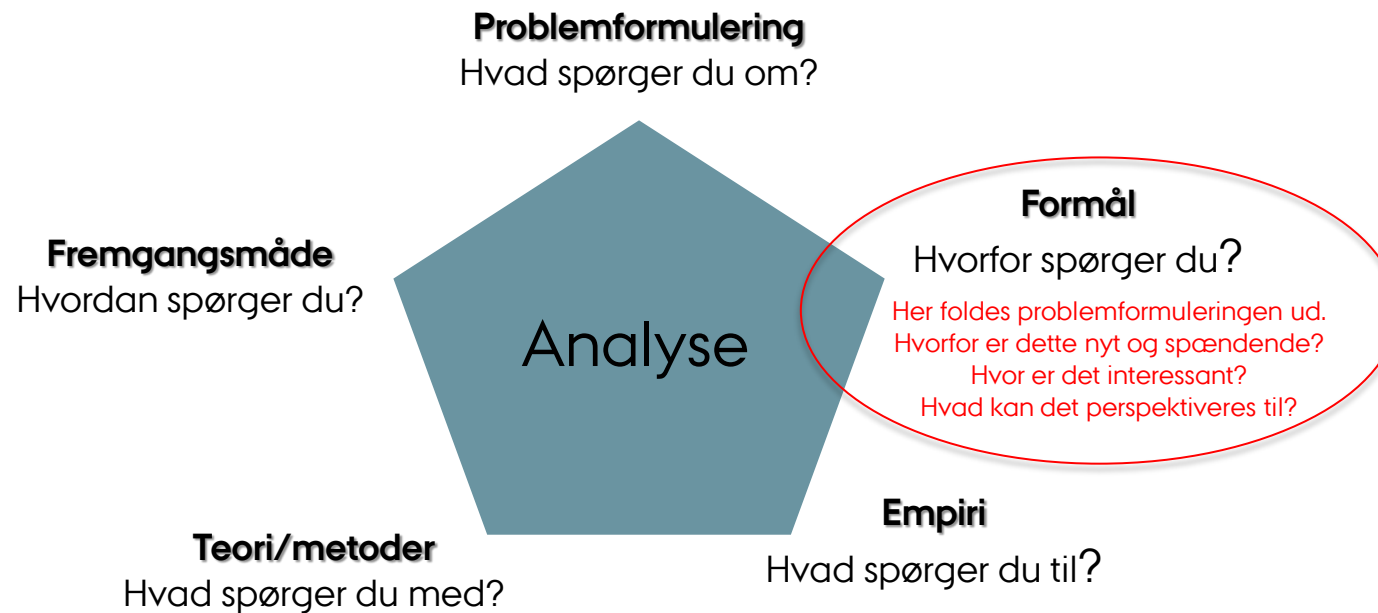 Problemformulering
Hvad spørger du om?
Formål
Hvorfor spørger du?
Her foldes problemformuleringen ud.
Hvorfor er dette nyt og spændende?
Hvor er det interessant?
Hvad kan det perspektiveres til?
Fremgangsmåde
Hvordan spørger du?
Analyse
Empiri
Hvad spørger du til?
Teori/metoder
Hvad spørger du med?